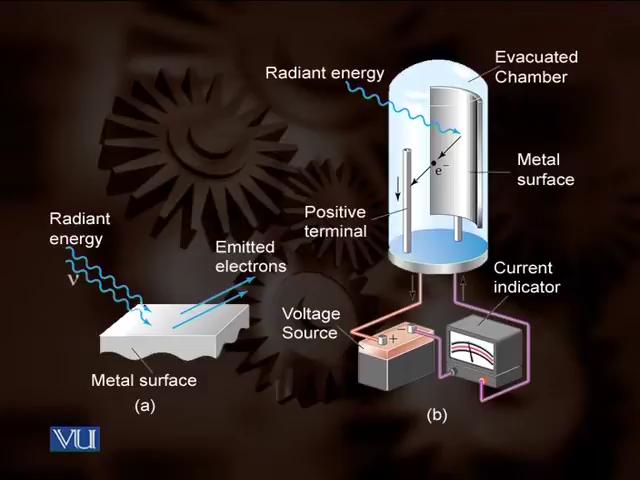 Radiant energy
Evacuated
Chamber
e⁻
Metal
surface
Positive
terminal
Radiant
energy
ν
Emitted
electrons
Current
indicator
Voltage
Source
+
−
Metal surface
(a)
(b)
VU